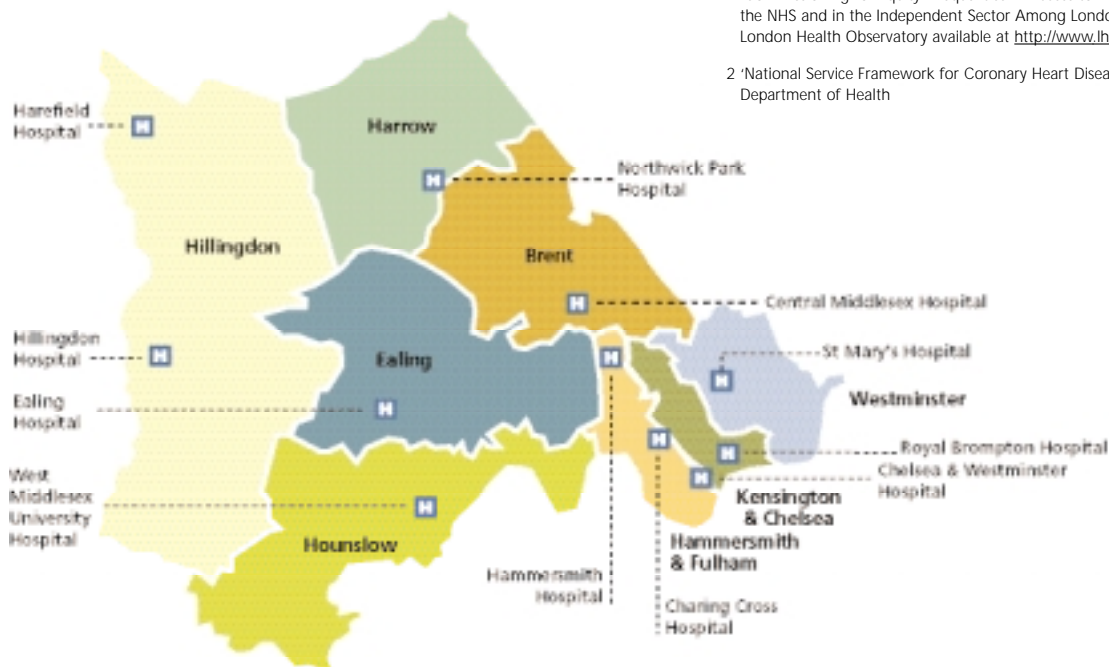 the NHS and in the Independent Sector Among Londo
London Health Observatory available at http://www.lh
2 ‘National Service Framework for Coronary Heart Disea
Department of Health
Harefield
Hospital
Harrow
Northwick Park
Hospital
Hillingdon
Brent
Central Middlesex Hospital
Hillingdon
Hospital
Ealing
St Mary's Hospital
Ealing
Hospital
Westminster
West
Middlesex
University
Hospital
Royal Brompton Hospital
Chelsea & Westminster
Hospital
Kensington
& Chelsea
Hounslow
Hammersmith
& Fulham
Hammersmith
Hospital
Charing Cross
Hospital
H
H
H
H
H
H
H
H
H
H
H
H